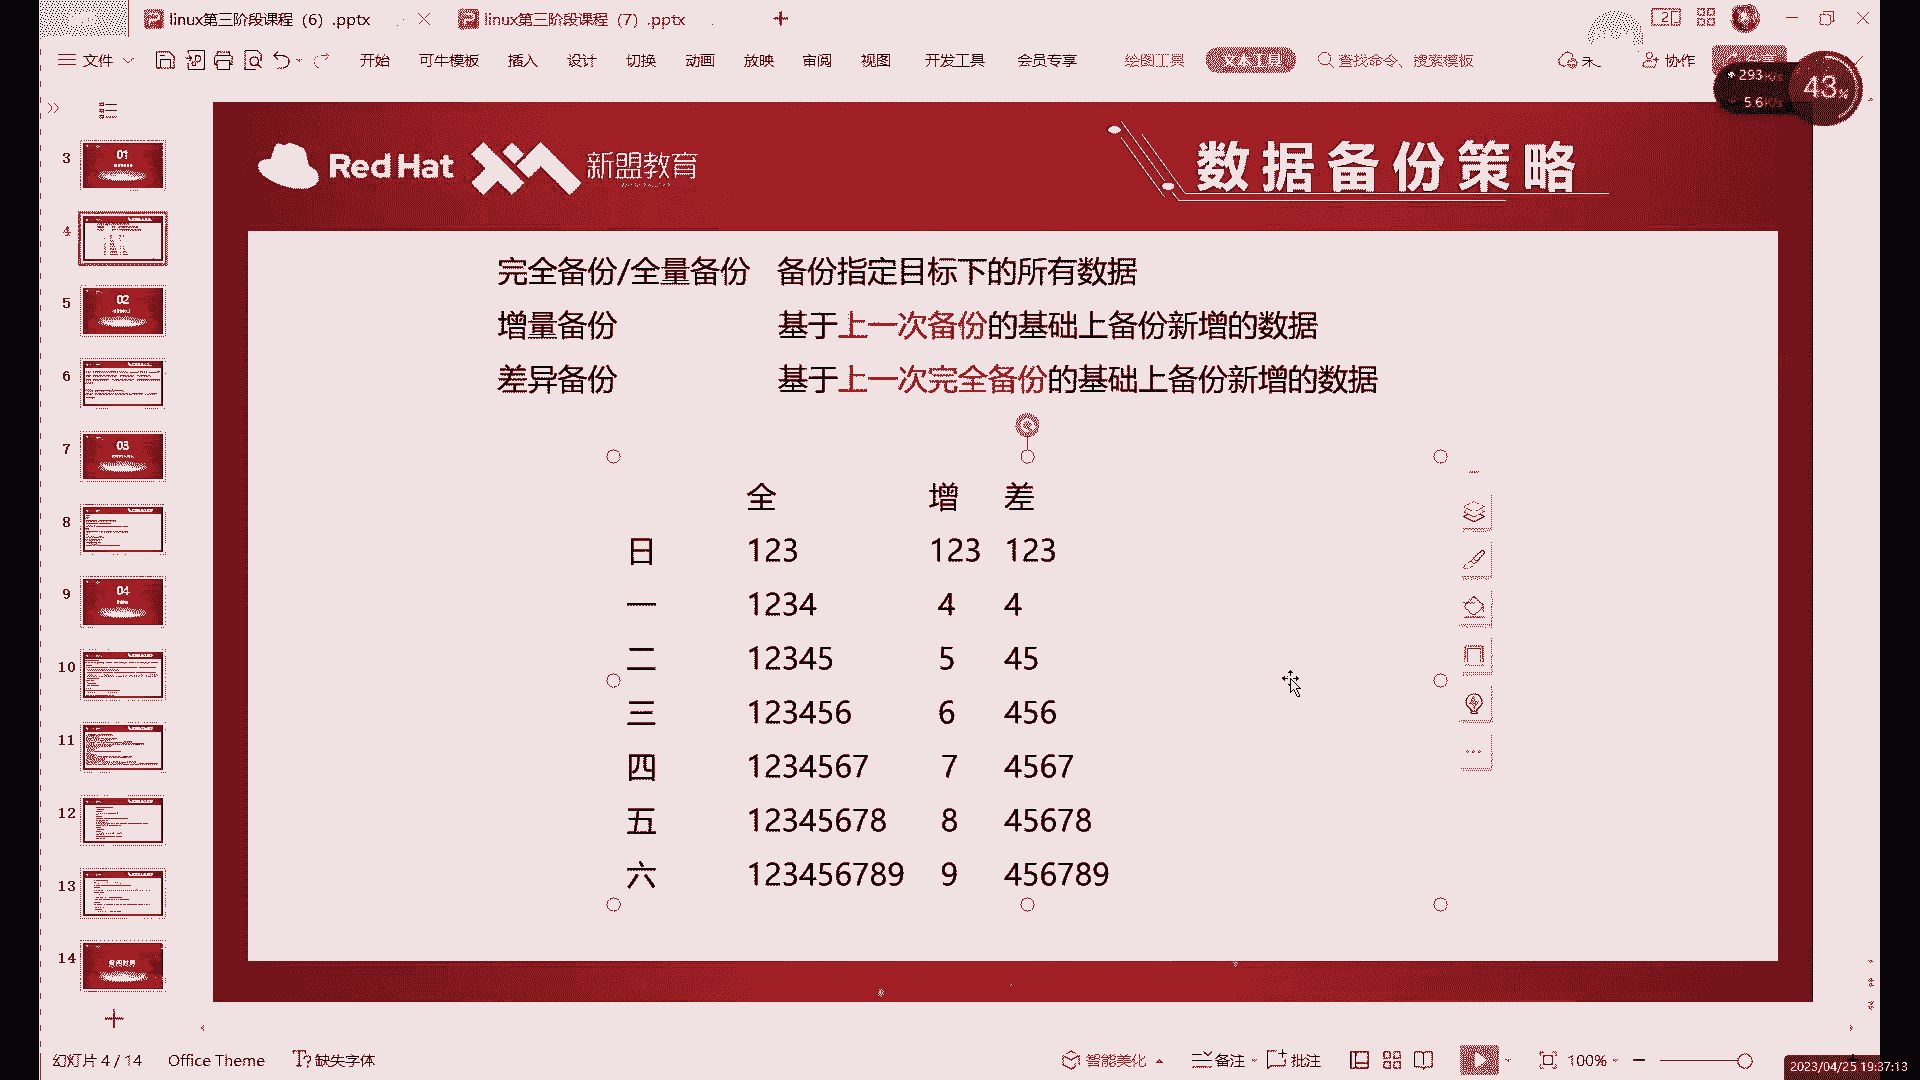 linux第三阶段课程（6）.pptx
linux第三阶段课程（7）.pptx
文件
开始 可牛模板 插入 设计 切换 动画 放映 审阅 视图 开发工具 会员专享 绘图工具 文本工具 查找命令、搜索模板
协作
293K/s
5.6K/s
43%
3
01
4
5
02
6
7
03
8
9
04
10
11
12
13
14
Red Hat 新盟教育
数据备份策略
完全备份/全量备份 备份指定目标下的所有数据
增量备份 基于上一次备份的基础上备份新增的数据
差异备份 基于上一次完全备份的基础上备份新增的数据
全 增 差
日 123 123 123
一 1234 4 4
二 12345 5 45
三 123456 6 456
四 1234567 7 4567
五 12345678 8 45678
六 123456789 9 456789
幻灯片 4 / 14 Office Theme 缺失字体 智能美化 备注 批注 100%
2023/04/25 19:37:13